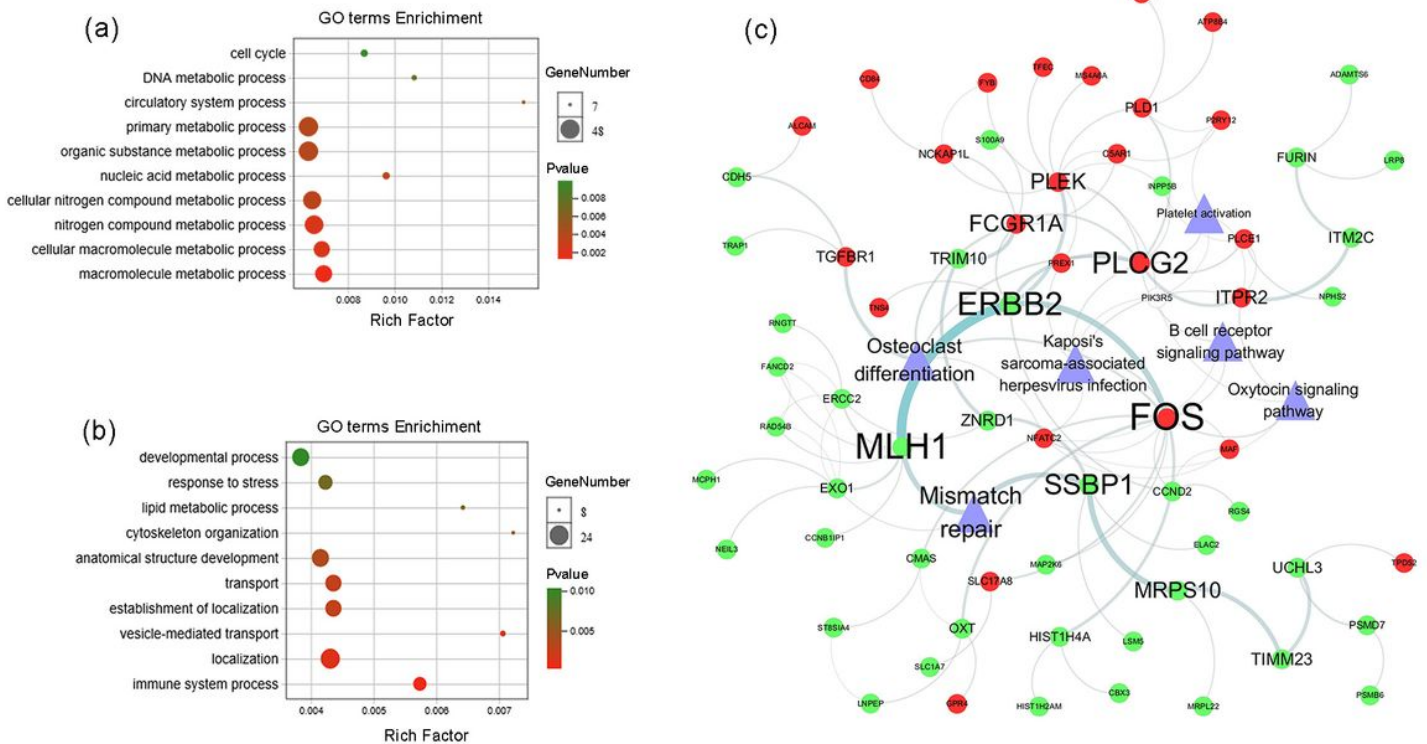 (a)
GO terms Enrichment
cell cycle
DNA metabolic process
circulatory system process
primary metabolic process
organic substance metabolic process
nucleic acid metabolic process
cellular nitrogen compound metabolic process
nitrogen compound metabolic process
cellular macromolecule metabolic process
macromolecule metabolic process
0.008
0.010
0.014
Rich Factor
GeneNumber
7
48
Pvalue
0.008
0.006
0.004
0.002
(b)
GO terms Enrichment
developmental process
response to stress
lipid metabolic process
cytoskeleton organization
anatomical structure development
transport
establishment of localization
vesicle-mediated transport
localization
immune system process
0.004
0.005
0.006
0.007
Rich Factor
GeneNumber
8
24
Pvalue
0.010
0.005
(c)
ATP8B4
CD84
FYB
TFEC
MS4A6A
ADAMTS6
PLD1
ALCAM
P2RY12
S100A9
NCKAP1L
C5AR1
FURIN
LRP8
CDH5
PLEK
INPP5B
Platelet activation
FCGR1A
TRAP1
PLCE1
ITM2C
TGFBR1
TRIM10
PREX1
PLCG2
PIK3R5
ITPR2
NPHS2
TNS4
ERBB2
RNGTT
Osteoclast
differentiation
Kaposi's
sarcoma-associated
herpesvirus infection
B cell receptor
signaling pathway
FANCD2
Oxytocin signaling
pathway
ERCC2
RAD54B
ZNRD1
FOS
NFATC2
MLH1
MAF
MCPH1
EXO1
SSBP1
CCND2
Mismatch
repair
RGS4
CCNB1IP1
NEIL3
ELAC2
CMAS
MAP2K6
UCHL3
TPD52
SLC17A8
MRPS10
ST8SIA4
OXT
HIST1H4A
LSM5
PSMD7
SLC1A7
TIMM23
LNPEP
GPR4
HIST1H2AM
CBX3
MRPL22
PSMB6